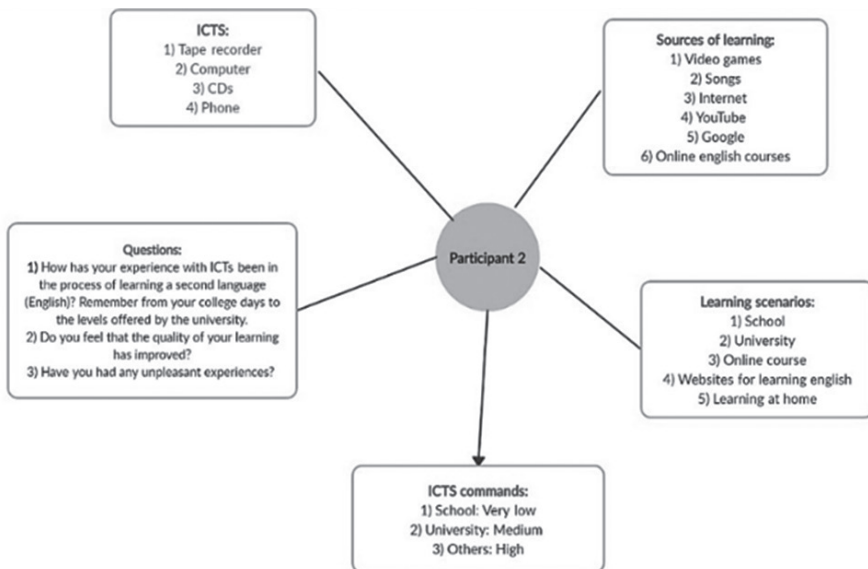 ICTS:
1) Tape recorder
2) Computer
3) CDs
4) Phone
Sources of learning:
1) Video games
2) Songs
3) Internet
4) YouTube
5) Google
6) Online english courses
Participant 2
Questions:
1) How has your experience with ICTs been in
the process of learning a second language
(English)? Remember from your college days to
the levels offered by the university.
2) Do you feel that the quality of your learning
has improved?
3) Have you had any unpleasant experiences?
Learning scenarios:
1) School
2) University
3) Online course
4) Websites for learning english
5) Learning at home
ICTS commands:
1) School: Very low
2) University: Medium
3) Others: High